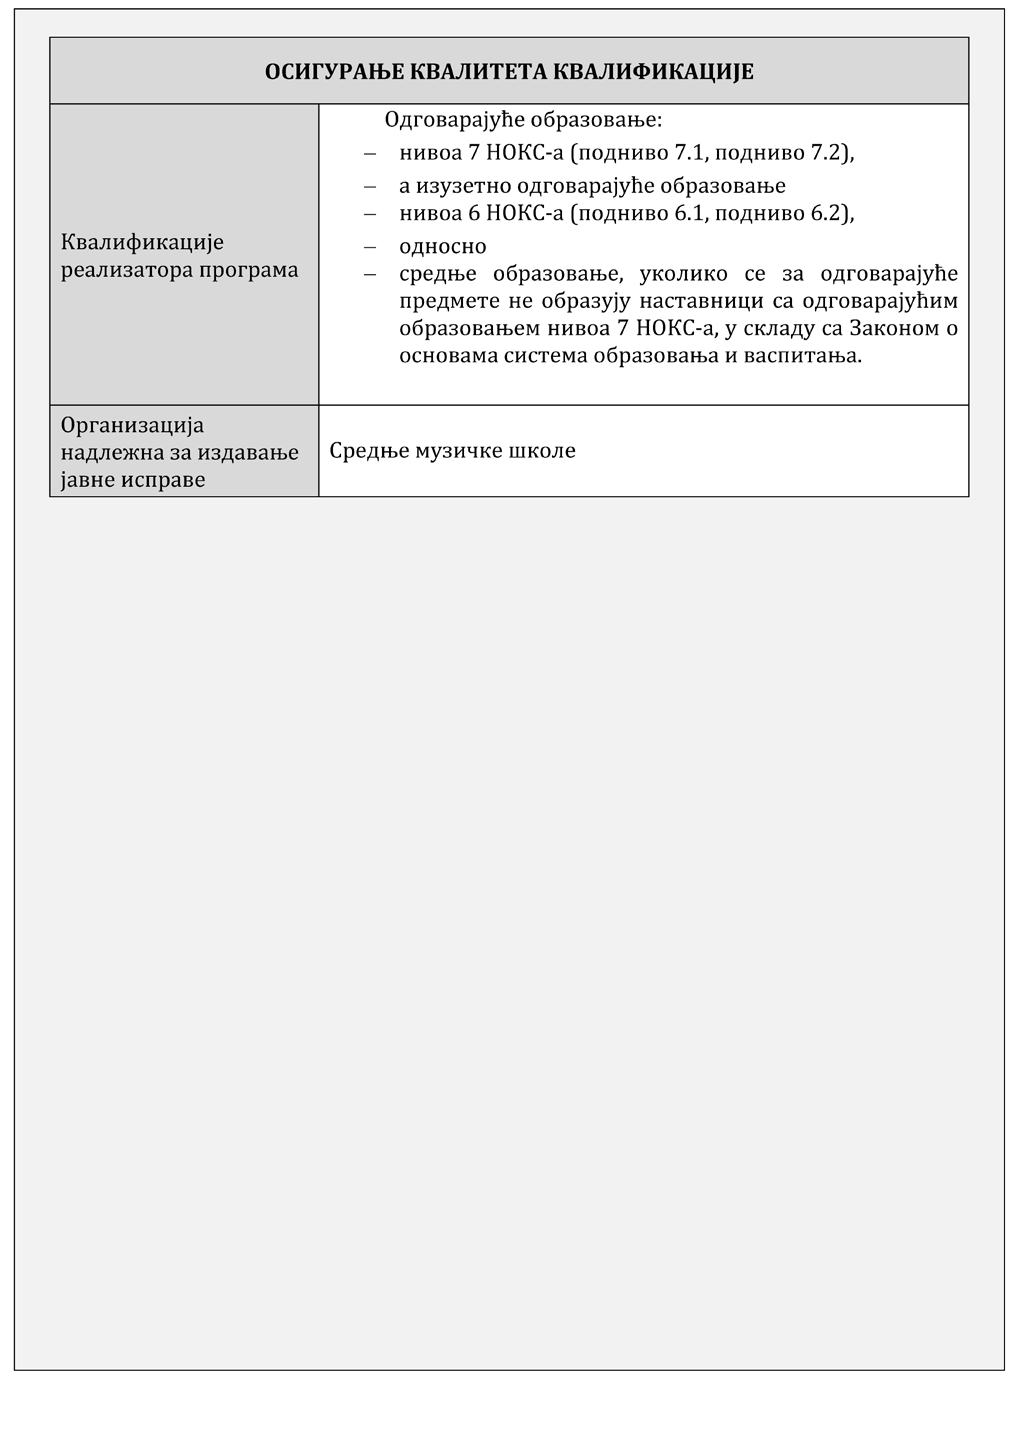 ОСИГУРАЊЕ КВАЛИТЕТА КВАЛИФИКАЦИЈЕ
Квалификације
реализатора програма
Одговарајуће образовање:
– нивоа 7 НОКС-а (подниво 7.1, подниво 7.2),
– а изузетно одговарајуће образовање
– нивоа 6 НОКС-а (подниво 6.1, подниво 6.2),
– односно
– средње образовање, уколико се за одговарајуће
предмете не образују наставници са одговарајућим
образовањем нивоа 7 НОКС-а, у складу са Законом о
основама система образовања и васпитања.
Организација
надлежна за издавање
јавне исправе
Средње музичке школе